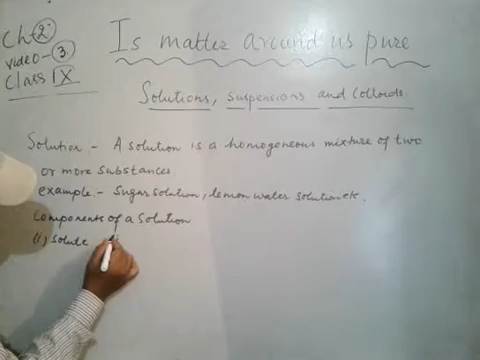 Ch-2
video-3
Class IX
Is matter around us pure
Solutions, Suspensions and Colloids
Solution - A solution is a homogeneous mixture of two
or more substances
example - Sugar solution, lemon water solution etc.
Components of a solution
(i) Solute